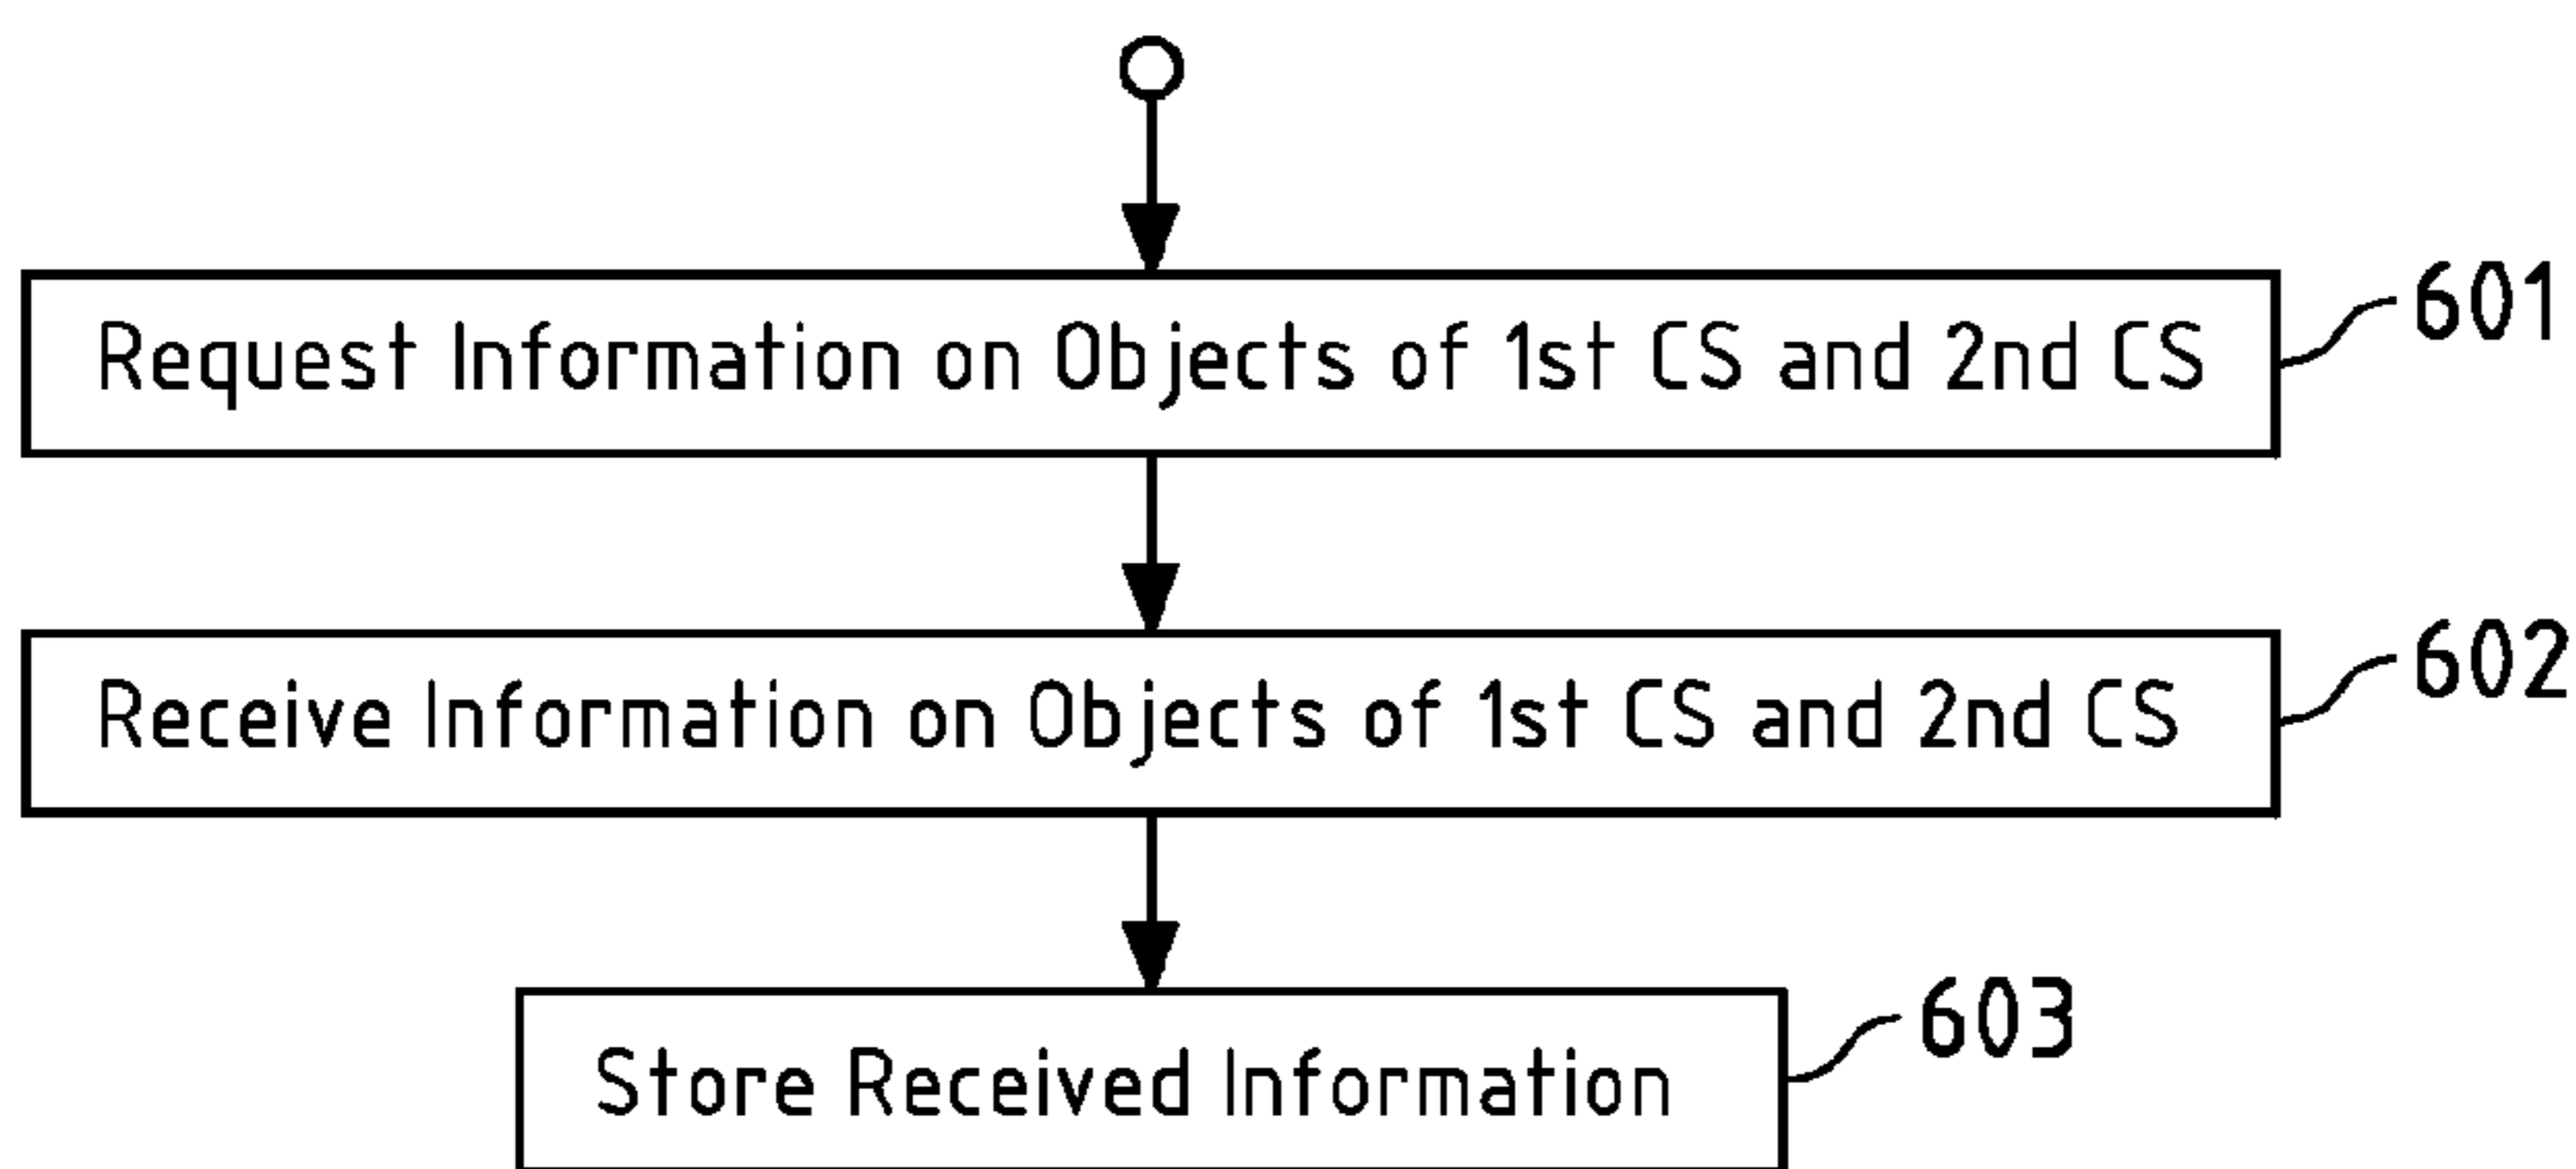 Request Information on Objects of 1st CS and 2nd CS
601
Receive Information on Objects of 1st CS and 2nd CS
602
Store Received Information
603